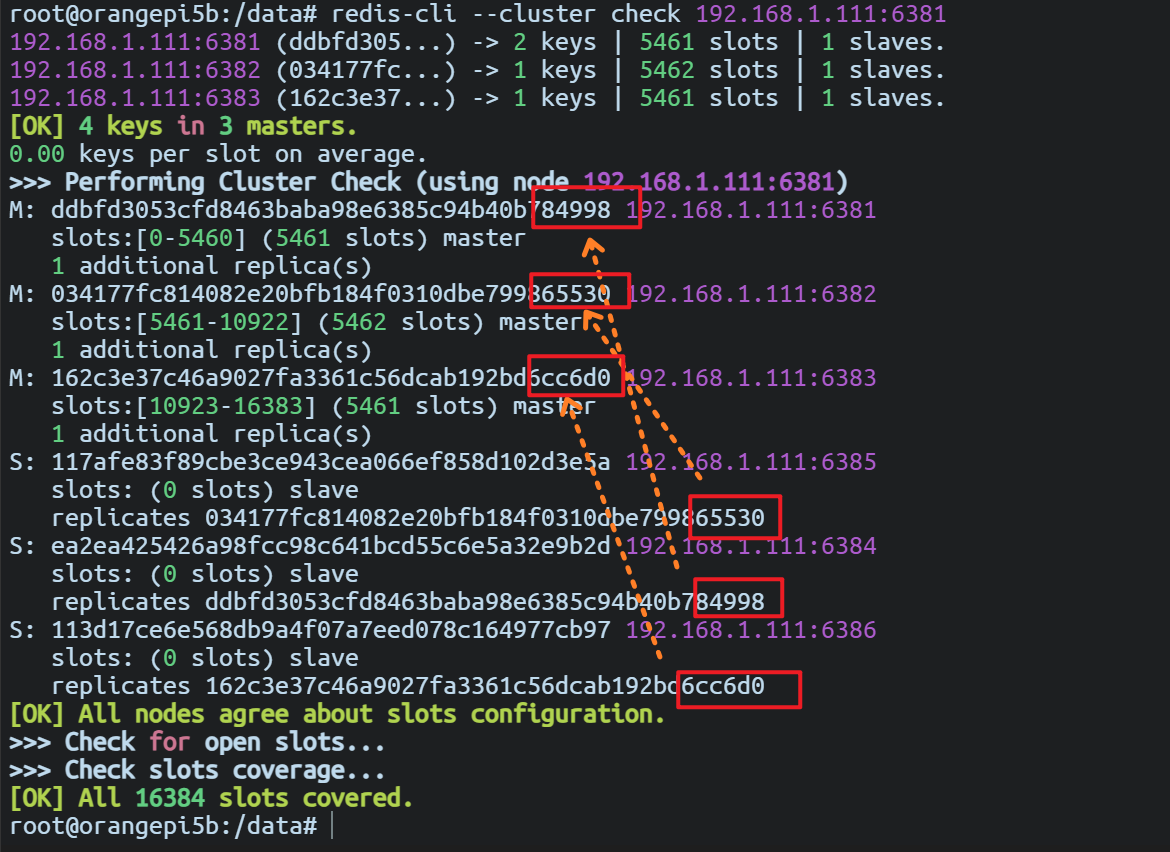 root@orangepi5b:/data# redis-cli --cluster check 192.168.1.111:6381
192.168.1.111:6381 (ddbfd305...) -> 2 keys | 5461 slots | 1 slaves.
192.168.1.111:6382 (034177fc...) -> 1 keys | 5462 slots | 1 slaves.
192.168.1.111:6383 (162c3e37...) -> 1 keys | 5461 slots | 1 slaves.
[OK] 4 keys in 3 masters.
0.00 keys per slot on average.
>>> Performing Cluster Check (using node 192.168.1.111:6381)
M: ddbfd3053cfd8463baba98e6385c94b40b784998 192.168.1.111:6381
   slots:[0-5460] (5461 slots) master
   1 additional replica(s)
M: 034177fc814082e20bfb184f0310dbe799865530 192.168.1.111:6382
   slots:[5461-10922] (5462 slots) master
   1 additional replica(s)
M: 162c3e37c46a9027fa3361c56dcab192bd6cc6d0 192.168.1.111:6383
   slots:[10923-16383] (5461 slots) master
   1 additional replica(s)
S: 117afe83f89cbe3ce943cea066ef858d102d3e5a 192.168.1.111:6385
   slots: (0 slots) slave
   replicates 034177fc814082e20bfb184f0310dbe799865530
S: ea2ea425426a98fcc98c641bcd55c6e5a32e9b2d 192.168.1.111:6384
   slots: (0 slots) slave
   replicates ddbfd3053cfd8463baba98e6385c94b40b784998
S: 113d17ce6e568db9a4f07a7eed078c164977cb97 192.168.1.111:6386
   slots: (0 slots) slave
   replicates 162c3e37c46a9027fa3361c56dcab192bd6cc6d0
[OK] All nodes agree about slots configuration.
>>> Check for open slots...
>>> Check slots coverage...
[OK] All 16384 slots covered.
root@orangepi5b:/data#